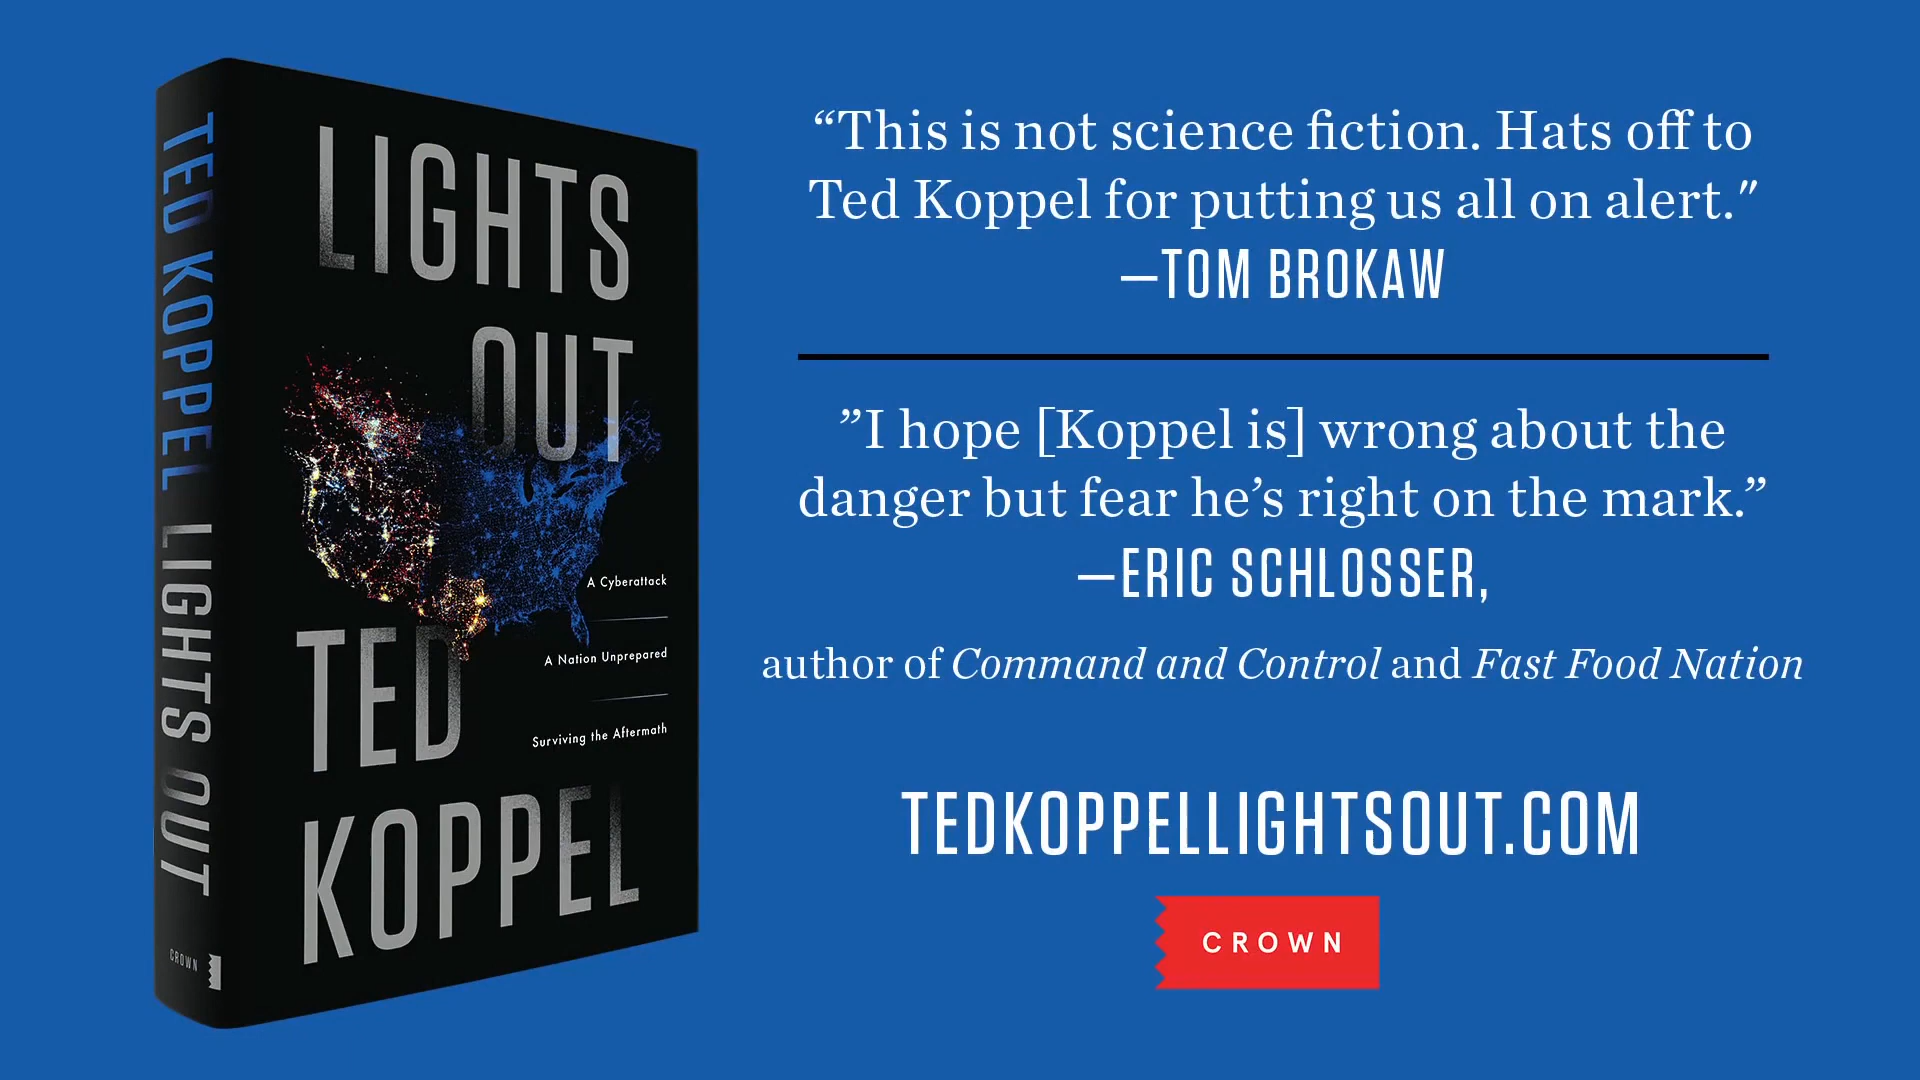 TED KOPPEL LIGHTS OUT
CROWN
LIGHTS
OUT
A Cyberattack
A Nation Unprepared
Surviving the Aftermath
TED
KOPPEL
“This is not science fiction. Hats off to
Ted Koppel for putting us all on alert."
—TOM BROKAW
”I hope [Koppel is] wrong about the
danger but fear he’s right on the mark.”
—ERIC SCHLOSSER,
author of Command and Control and Fast Food Nation
TEDKOPPELLIGHTSOUT.COM
CROWN